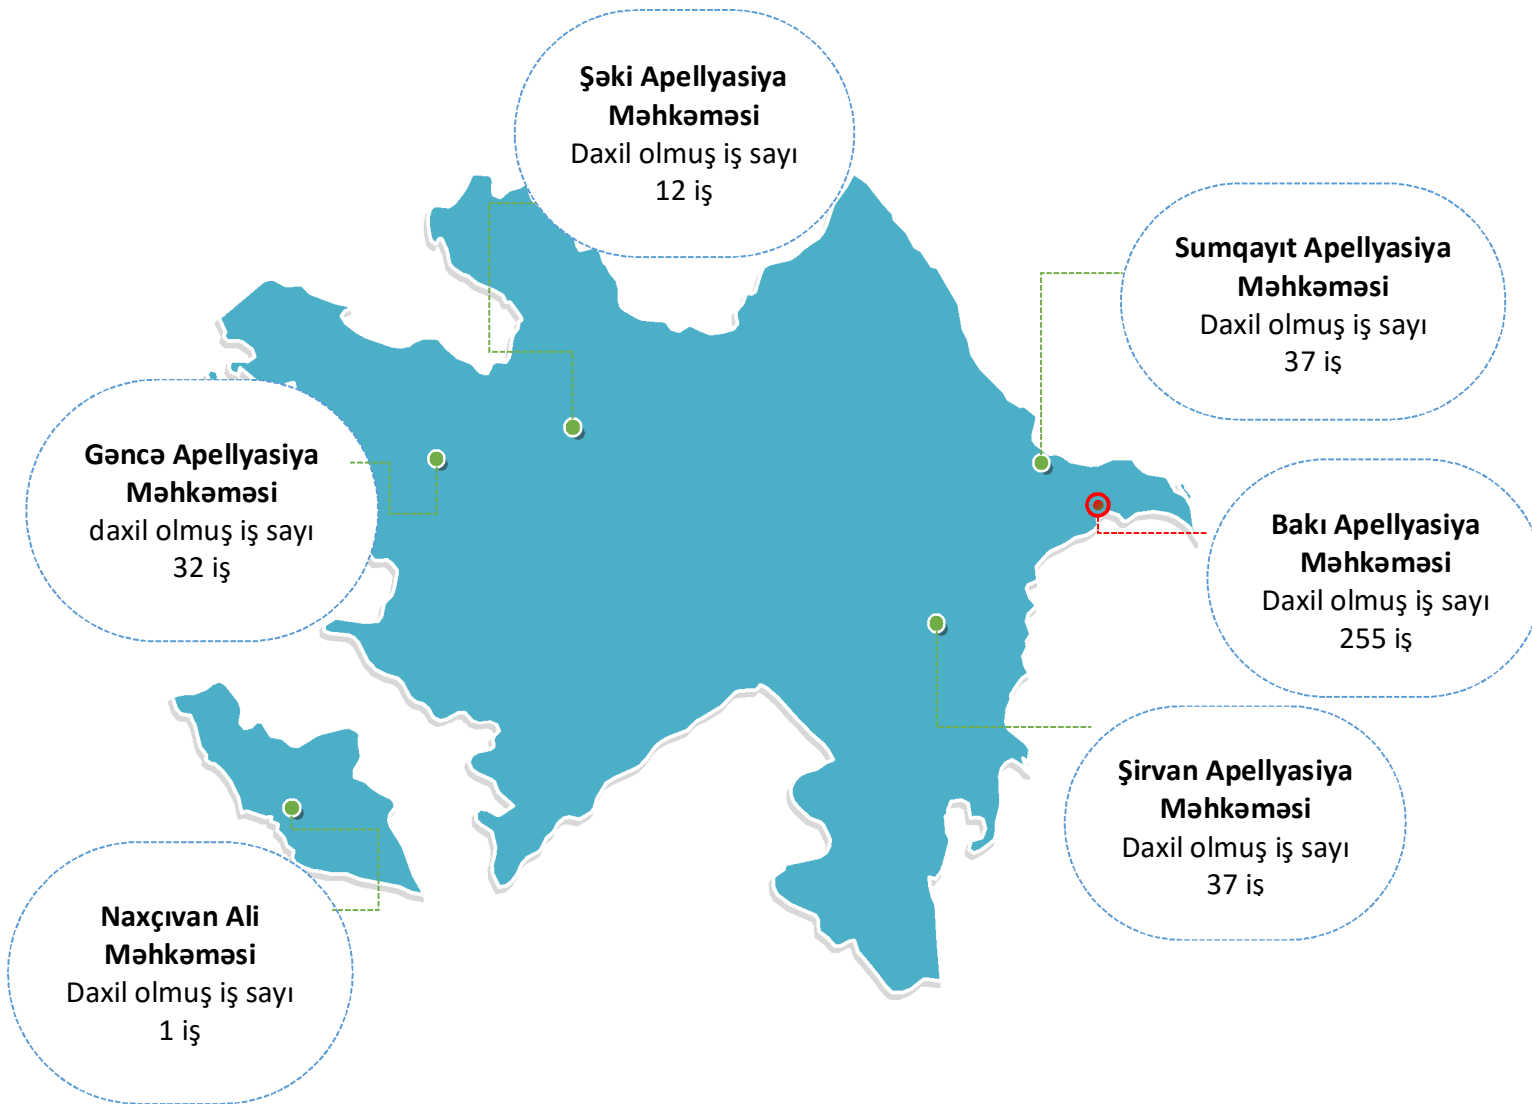 Şəki Apellyasiya
Məhkəməsi
Daxil olmuş iş sayı
12 iş
Sumqayıt Apellyasiya
Məhkəməsi
Daxil olmuş iş sayı
37 iş
Gəncə Apellyasiya
Məhkəməsi
daxil olmuş iş sayı
32 iş
Bakı Apellyasiya
Məhkəməsi
Daxil olmuş iş sayı
255 iş
Şirvan Apellyasiya
Məhkəməsi
Daxil olmuş iş sayı
37 iş
Naxçıvan Ali
Məhkəməsi
Daxil olmuş iş sayı
1 iş